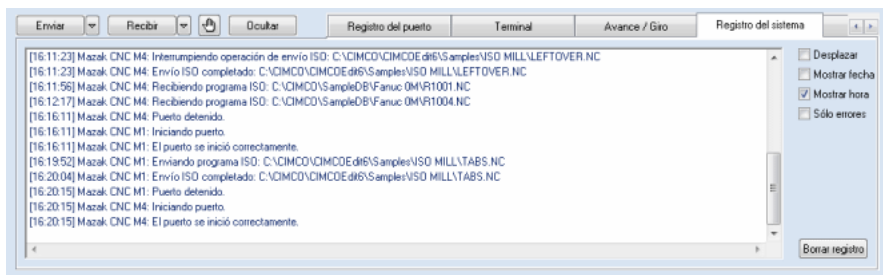 Enviar Recibir Ocultar Registro del puerto Terminal Avance / Giro Registro del sistema
[16:11:23] Mazak CNC M4: Interrumpiendo operación de envío ISO: C:\CIMCO\CIMCOEdit6\Samples\ISO MILL\LEFTOVER.NC
[16:11:23] Mazak CNC M4: Envío ISO completado: C:\CIMCO\CIMCOEdit6\Samples\ISO MILL\LEFTOVER.NC
[16:11:56] Mazak CNC M4: Recibiendo programa ISO: C:\CIMCO\SampleDB\Fanuc 0M\R1001.NC
[16:12:17] Mazak CNC M4: Recibiendo programa ISO: C:\CIMCO\SampleDB\Fanuc 0M\R1004.NC
[16:16:11] Mazak CNC M4: Puerto detenido.
[16:16:11] Mazak CNC M1: Iniciando puerto.
[16:16:11] Mazak CNC M1: El puerto se inició correctamente.
[16:19:52] Mazak CNC M1: Enviando programa ISO: C:\CIMCO\CIMCOEdit6\Samples\ISO MILL\TABS.NC
[16:20:04] Mazak CNC M1: Envío ISO completado: C:\CIMCO\CIMCOEdit6\Samples\ISO MILL\TABS.NC
[16:20:15] Mazak CNC M1: Puerto detenido.
[16:20:15] Mazak CNC M4: Iniciando puerto.
[16:20:15] Mazak CNC M4: El puerto se inició correctamente.
Desplazar
Mostrar fecha
Mostrar hora
Sólo errores
Borrar registro